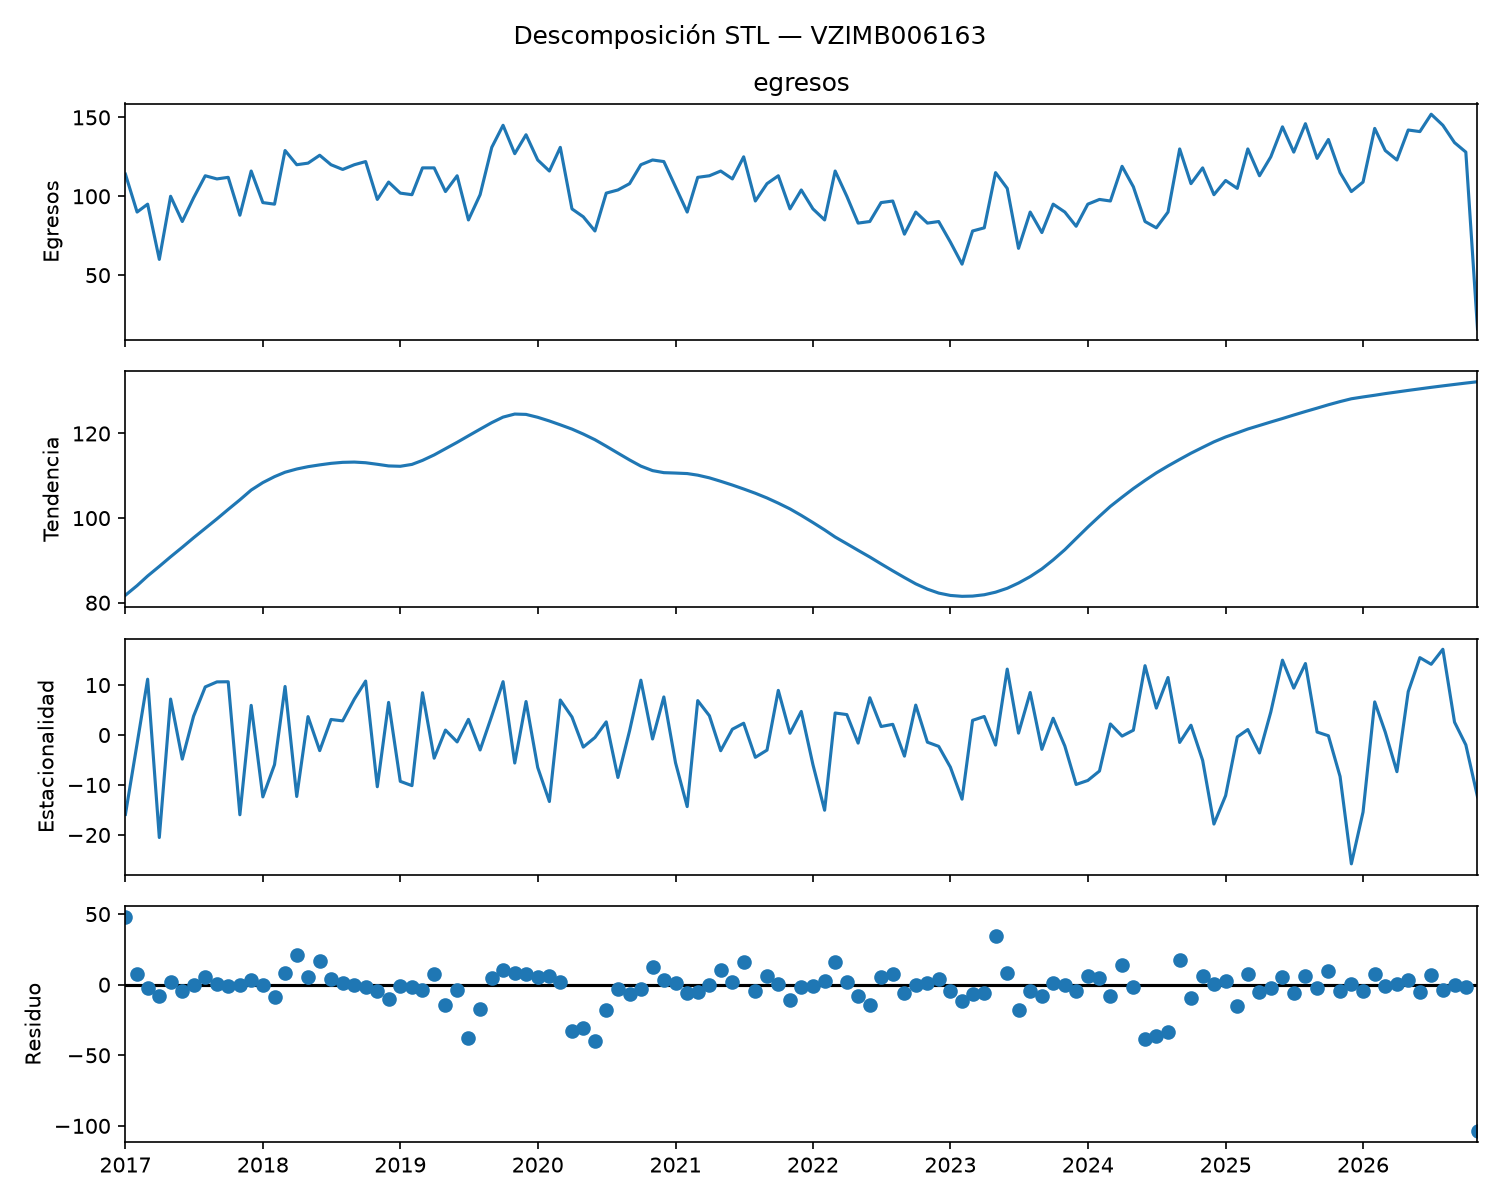 Descomposición STL — VZIMB006163
egresos
Egresos
150
100
50
Tendencia
120
100
80
Estacionalidad
10
0
−10
−20
Residuo
50
0
−50
−100
2017 2018 2019 2020 2021 2022 2023 2024 2025 2026